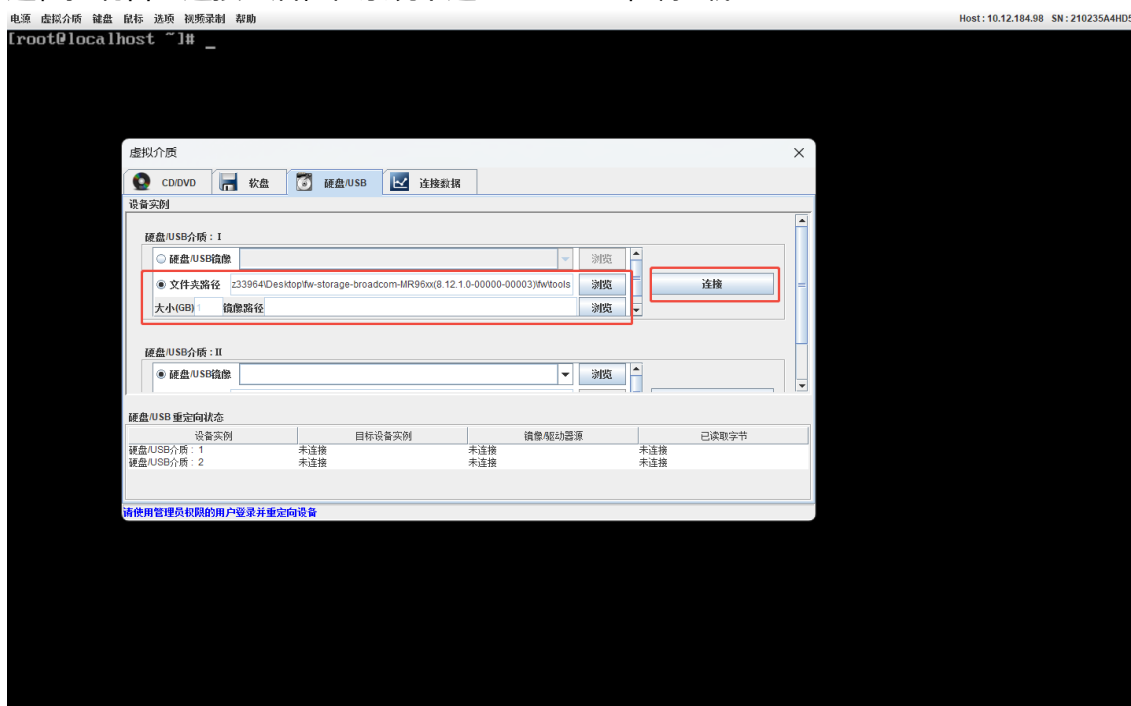 电源 虚拟介质 键盘 鼠标 选项 视频录制 帮助 Host : 10.12.184.98 SN : 210235A4HD5
[root@localhost ~]# _
虚拟介质
CD/DVD 软盘 硬盘/USB 连接数据
设备实例
硬盘/USB介质 : I
硬盘/USB镜像 浏览
文件夹路径 z33964\Desktop\fw-storage-broadcom-MR96xx(8.12.1.0-00000-00003)\fw\tools 浏览 连接
大小(GB) 1 镜像路径 浏览
硬盘/USB介质 : II
硬盘/USB镜像 浏览
硬盘/USB 重定向状态
设备实例 目标设备实例 镜像/驱动器源 已读取字节
硬盘/USB介质 : 1 未连接 未连接 未连接
硬盘/USB介质 : 2 未连接 未连接 未连接
请使用管理员权限的用户登录并重定向设备